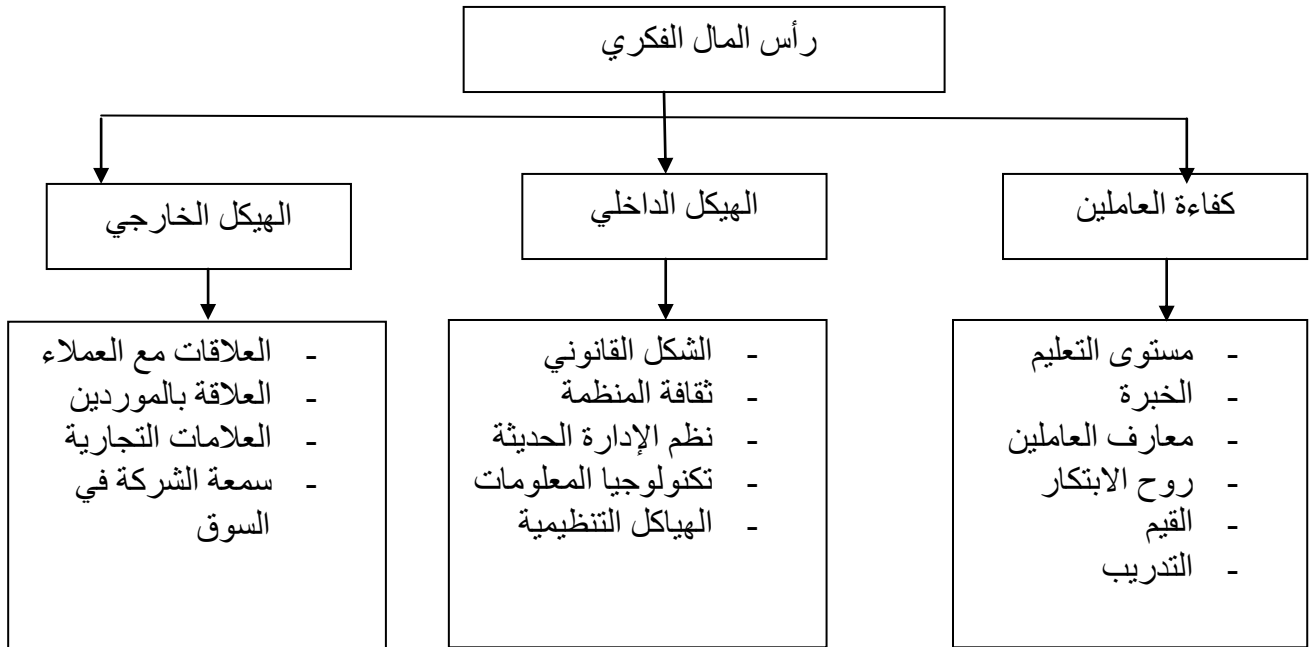 رأس المال الفكري
كفاءة العاملين
الهيكل الداخلي
الهيكل الخارجي
- مستوى التعليم
- الخبرة
- معارف العاملين
- روح الابتكار
- القيم
- التدريب
- الشكل القانوني
- ثقافة المنظمة
- نظم الإدارة الحديثة
- تكنولوجيا المعلومات
- الهياكل التنظيمية
- العلاقات مع العملاء
- العلاقة بالموردين
- العلامات التجارية
- سمعة الشركة في
السوق